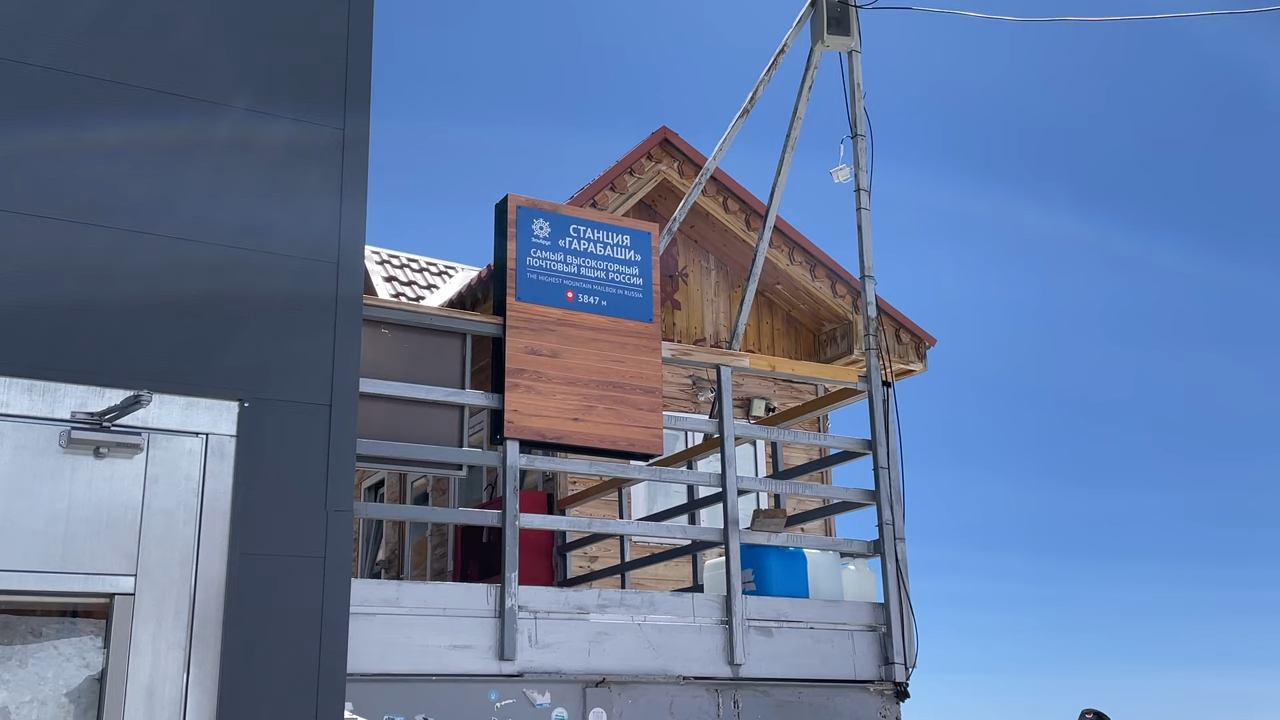 Эльбрус
СТАНЦИЯ
«ГАРАБАШИ»
САМЫЙ ВЫСОКОГОРНЫЙ
ПОЧТОВЫЙ ЯЩИК РОССИИ
THE HIGHEST MOUNTAIN MAILBOX IN RUSSIA
3847 м